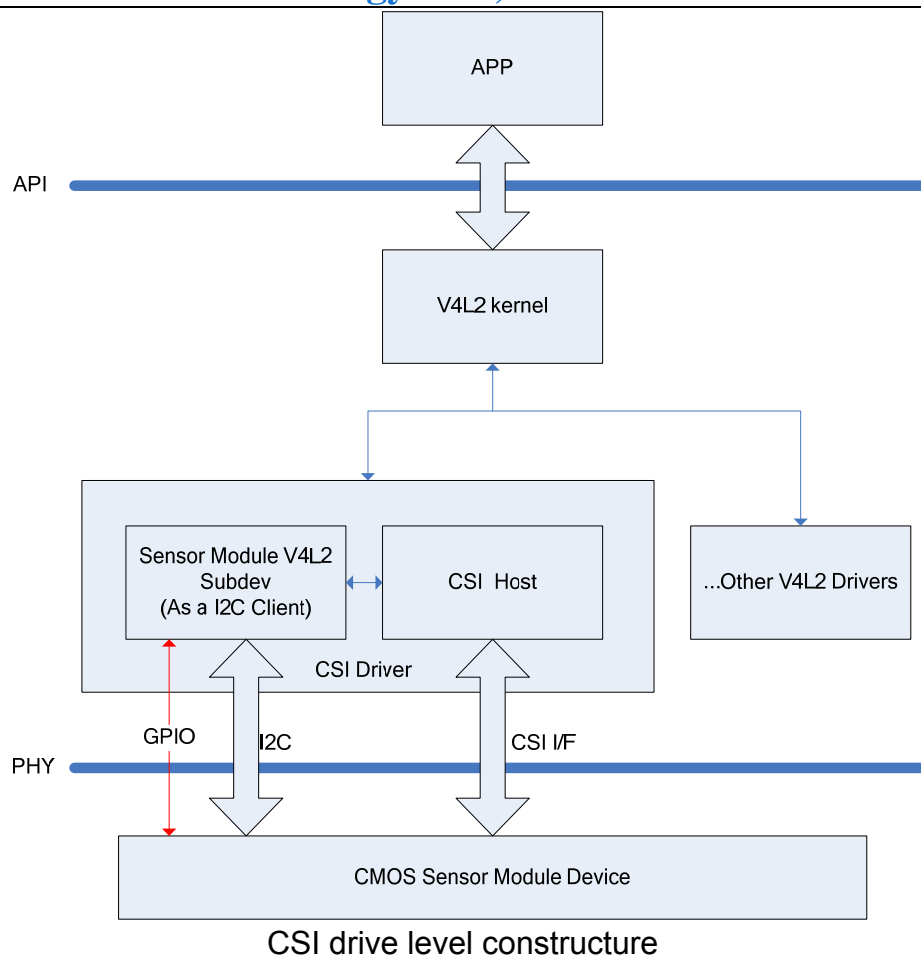 APP
API
V4L2 kernel
Sensor Module V4L2
Subdev
(As a I2C Client)
CSI Host
...Other V4L2 Drivers
CSI Driver
GPIO
I2C
CSI I/F
PHY
CMOS Sensor Module Device
CSI drive level constructure